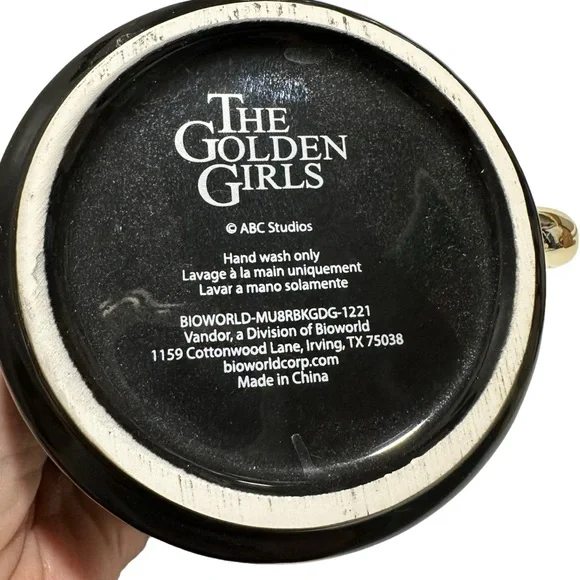 THE
GOLDEN
GIRLS
© ABC Studios
Hand wash only
Lavage à la main uniquement
Lavar a mano solamente
BIOWORLD-MU8RBKGDG-1221
Vandor, a Division of Bioworld
1159 Cottonwood Lane, Irving, TX 75038
bioworldcorp.com
Made in China